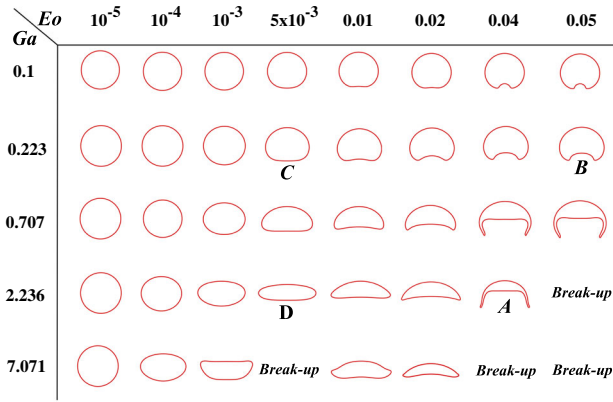 Eo 10⁻⁵ 10⁻⁴ 10⁻³ 5x10⁻³ 0.01 0.02 0.04 0.05
Ga
0.1
0.223
C B
0.707
2.236 Break-up
D A
7.071 Break-up Break-up Break-up